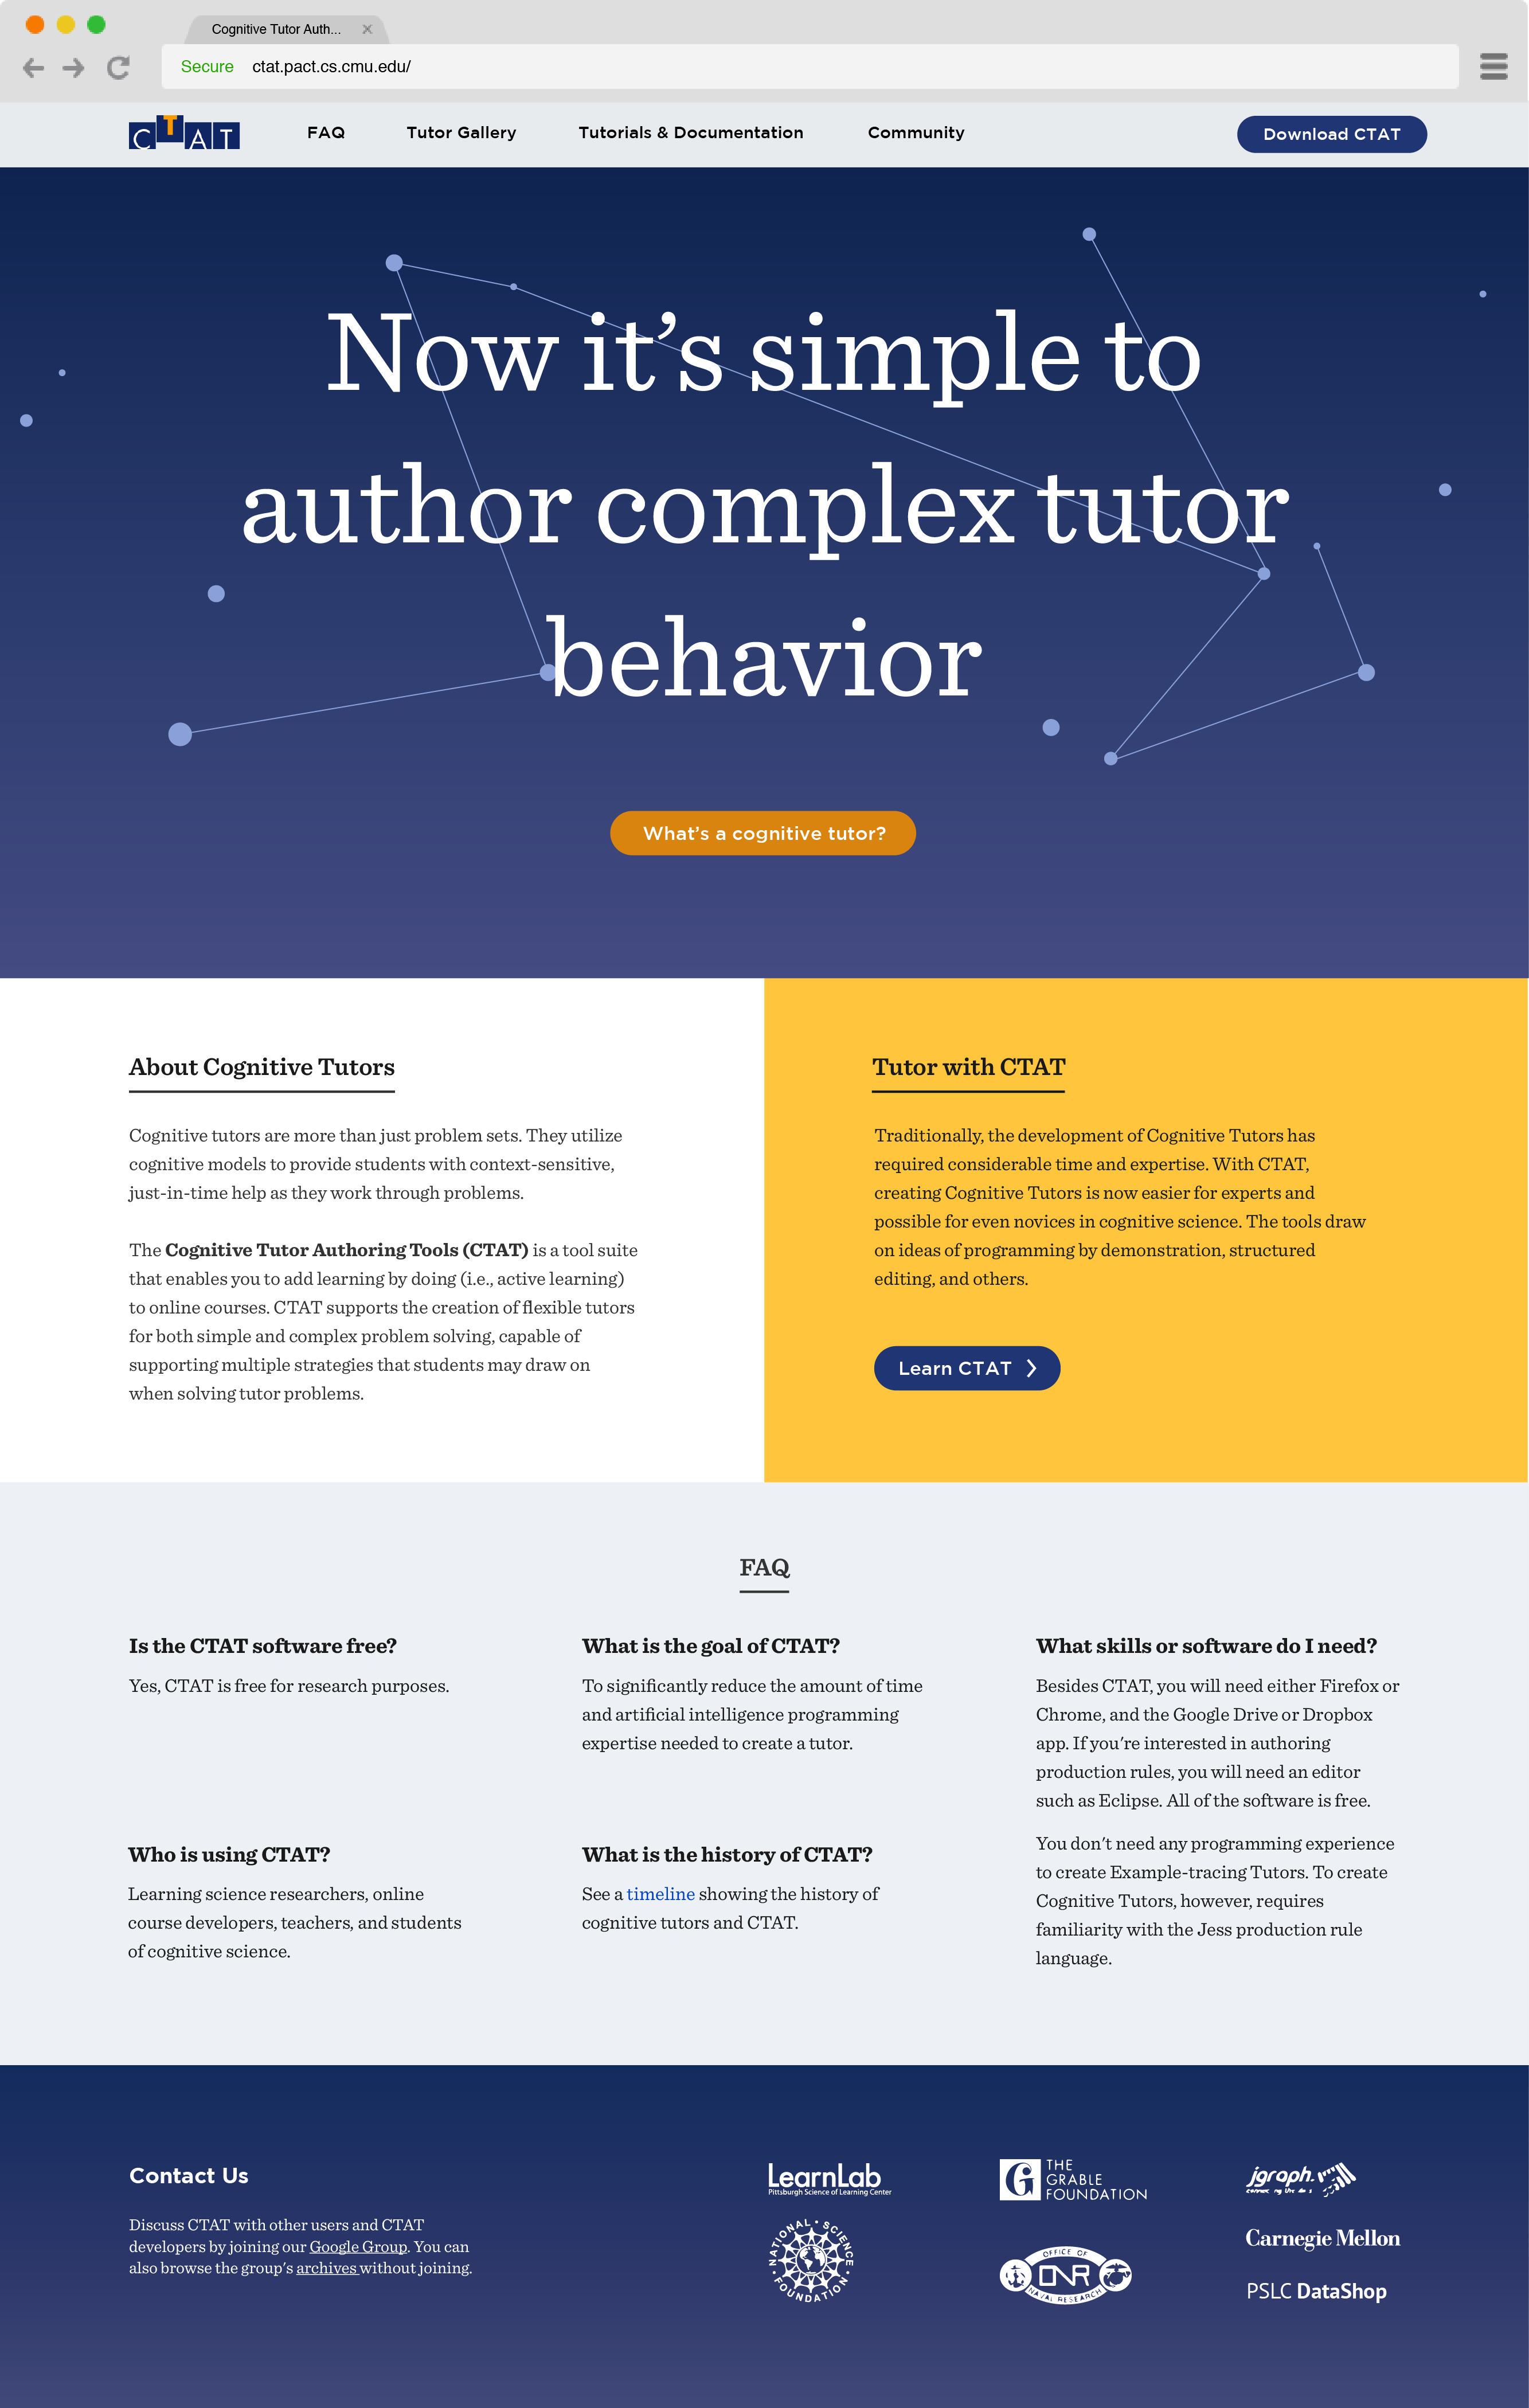 Cognitive Tutor Auth...
Secure ctat.pact.cs.cmu.edu/
CTAT FAQ Tutor Gallery Tutorials & Documentation Community Download CTAT
Now it’s simple to
author complex tutor
behavior
What’s a cognitive tutor?
About Cognitive Tutors
Cognitive tutors are more than just problem sets. They utilize
cognitive models to provide students with context-sensitive,
just-in-time help as they work through problems.
The Cognitive Tutor Authoring Tools (CTAT) is a tool suite
that enables you to add learning by doing (i.e., active learning)
to online courses. CTAT supports the creation of flexible tutors
for both simple and complex problem solving, capable of
supporting multiple strategies that students may draw on
when solving tutor problems.
Tutor with CTAT
Traditionally, the development of Cognitive Tutors has
required considerable time and expertise. With CTAT,
creating Cognitive Tutors is now easier for experts and
possible for even novices in cognitive science. The tools draw
on ideas of programming by demonstration, structured
editing, and others.
Learn CTAT
FAQ
Is the CTAT software free?
Yes, CTAT is free for research purposes.
What is the goal of CTAT?
To significantly reduce the amount of time
and artificial intelligence programming
expertise needed to create a tutor.
What skills or software do I need?
Besides CTAT, you will need either Firefox or
Chrome, and the Google Drive or Dropbox
app. If you're interested in authoring
production rules, you will need an editor
such as Eclipse. All of the software is free.
You don't need any programming experience
to create Example-tracing Tutors. To create
Cognitive Tutors, however, requires
familiarity with the Jess production rule
language.
Who is using CTAT?
Learning science researchers, online
course developers, teachers, and students
of cognitive science.
What is the history of CTAT?
See a timeline showing the history of
cognitive tutors and CTAT.
Contact Us
Discuss CTAT with other users and CTAT
developers by joining our Google Group. You can
also browse the group's archives without joining.
LearnLab
Pittsburgh Science of Learning Center
NATIONAL SCIENCE FOUNDATION
G THE
GRABLE
FOUNDATION
OFFICE OF
ONR
NAVAL RESEARCH
jgraph
Carnegie Mellon
PSLC DataShop